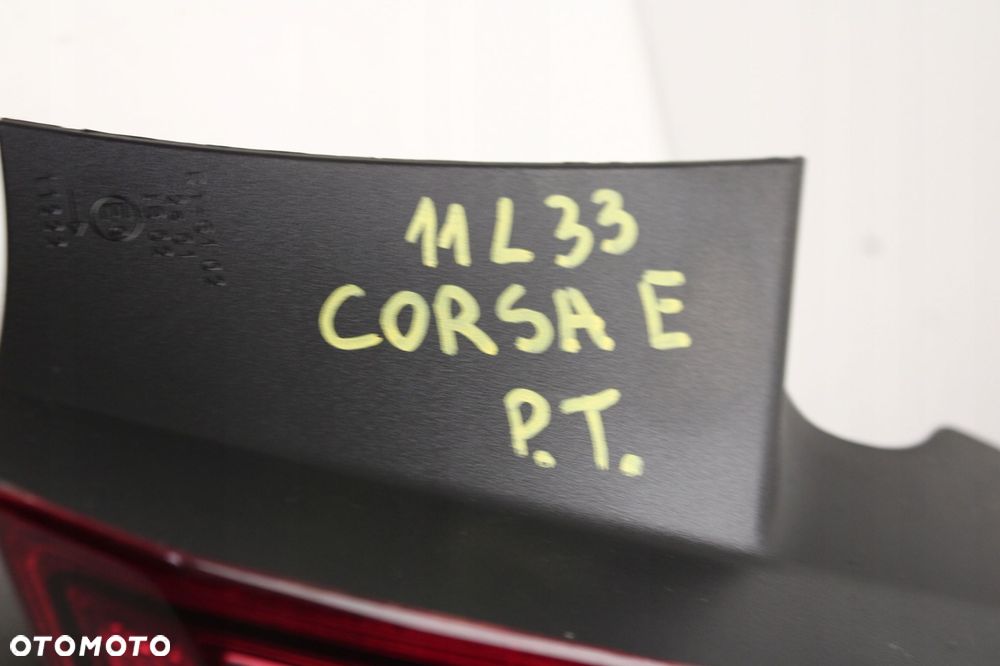 11L33
CORSA E
P.T.
OTOMOTO